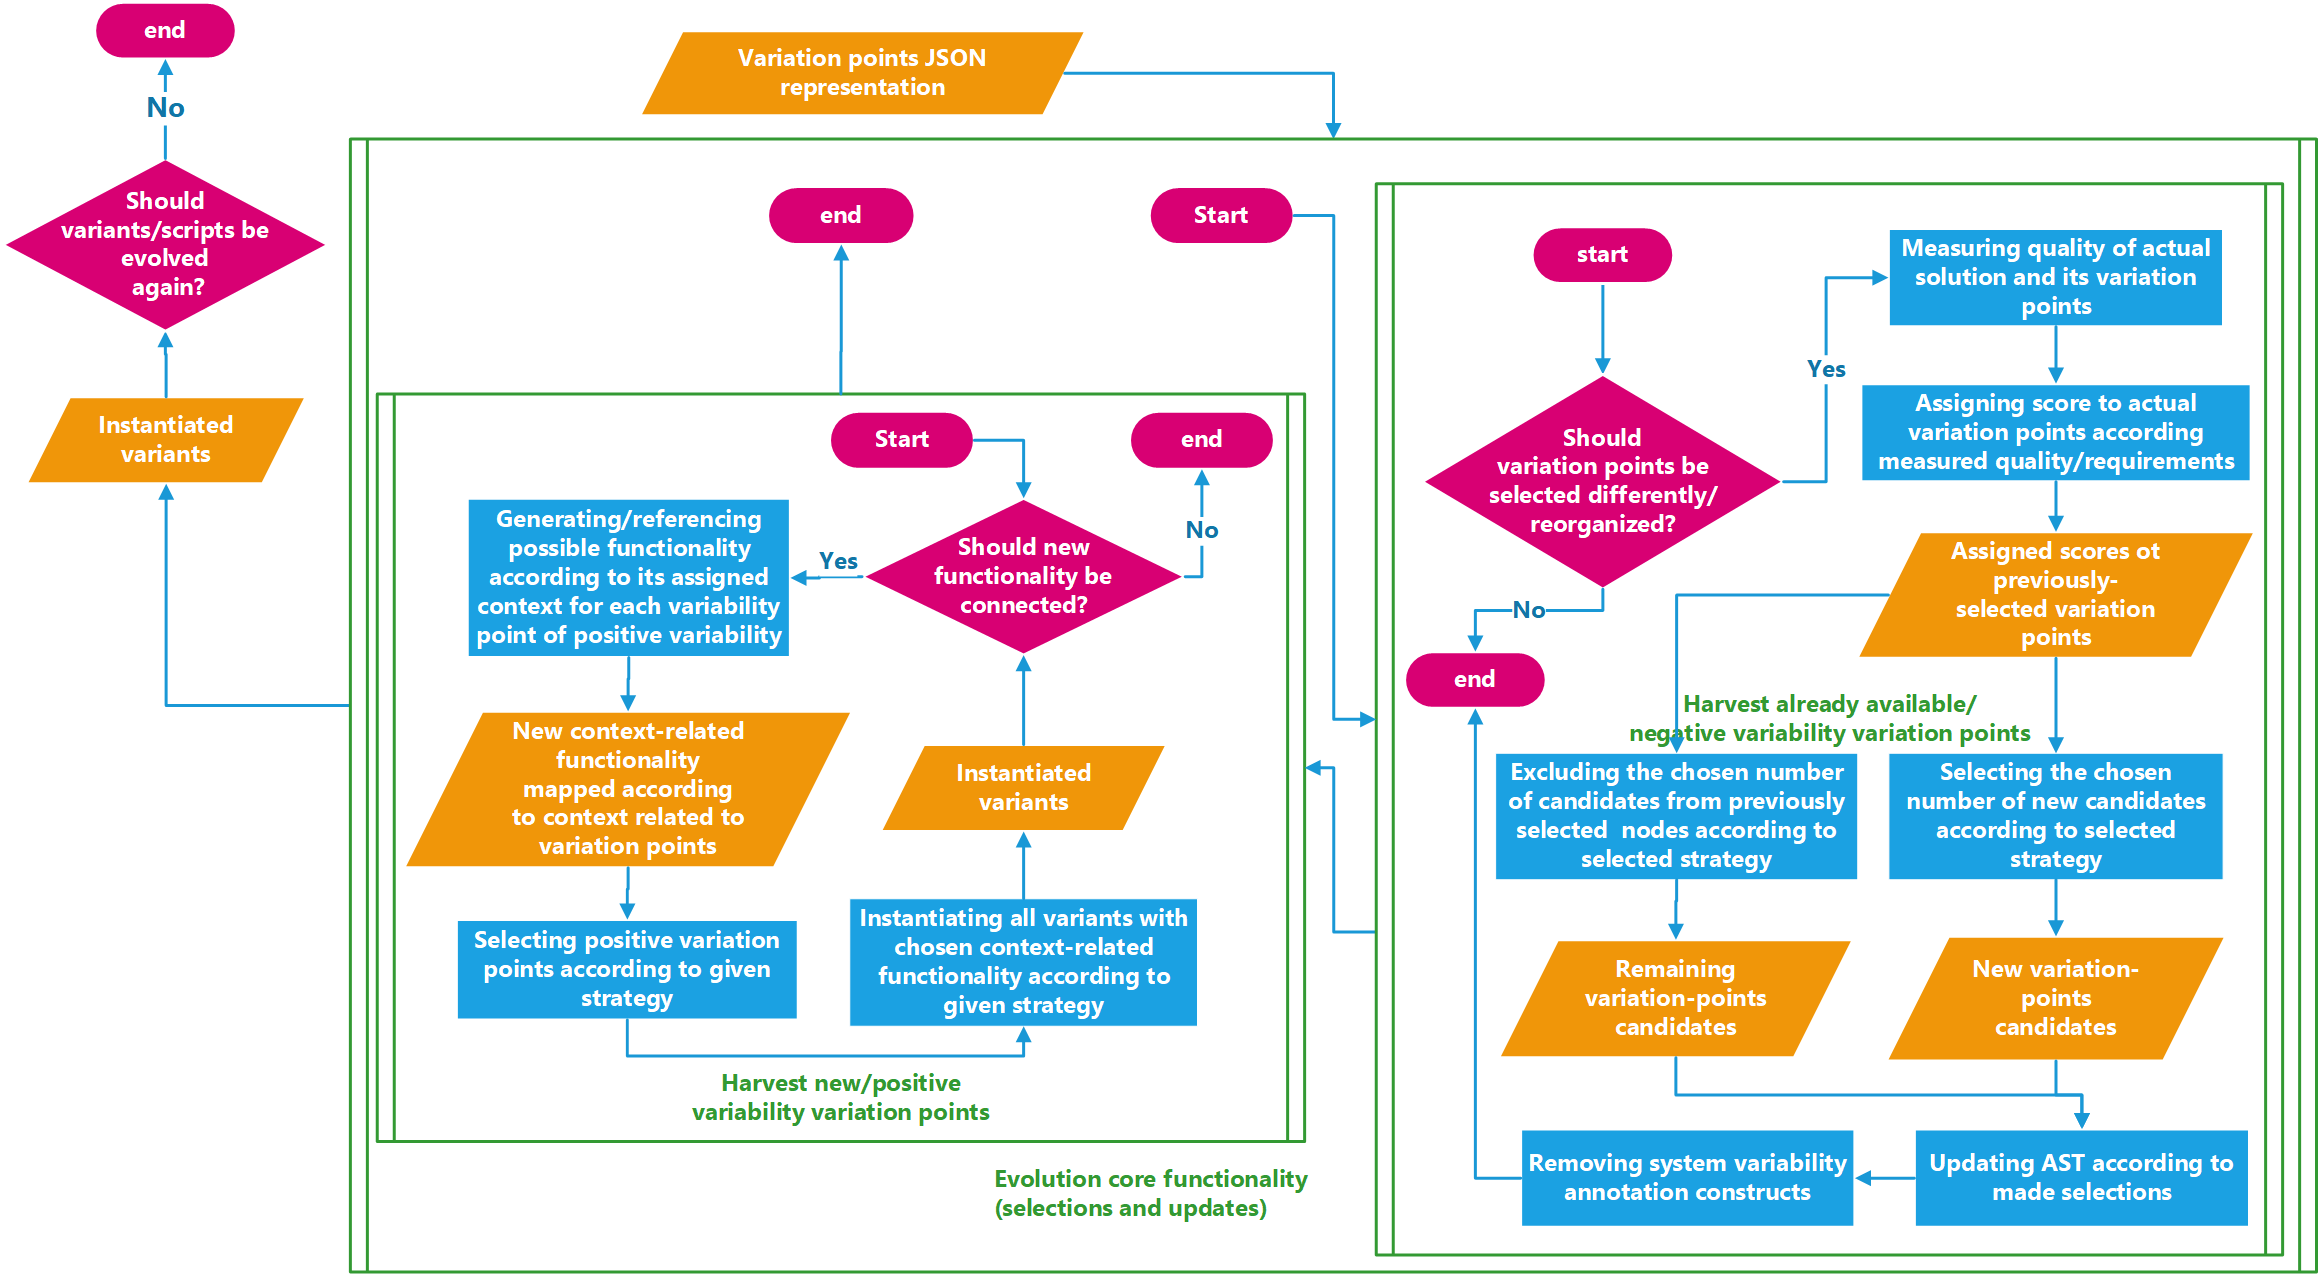 end
No
Should
variants/scripts be
evolved
again?
Instantiated
variants
Variation points JSON
representation
end
Start
Start
end
No
Should new
functionality be
connected?
Yes
Generating/referencing
possible functionality
according to its assigned
context for each variability
point of positive variability
New context-related
functionality
mapped according
to context related to
variation points
Selecting positive variation
points according to given
strategy
Instantiating all variants with
chosen context-related
functionality according to
given strategy
Instantiated
variants
Harvest new/positive
variability variation points
Evolution core functionality
(selections and updates)
start
Should
variation points be
selected differently/
reorganized?
Yes
No
end
Measuring quality of actual
solution and its variation
points
Assigning score to actual
variation points according
measured quality/requirements
Assigned scores ot
previously-
selected variation
points
Harvest already available/
negative variability variation points
Excluding the chosen number
of candidates from previously
selected nodes according to
selected strategy
Selecting the chosen
number of new candidates
according to selected
strategy
Remaining
variation-points
candidates
New variation-
points
candidates
Removing system variability
annotation constructs
Updating AST according to
made selections